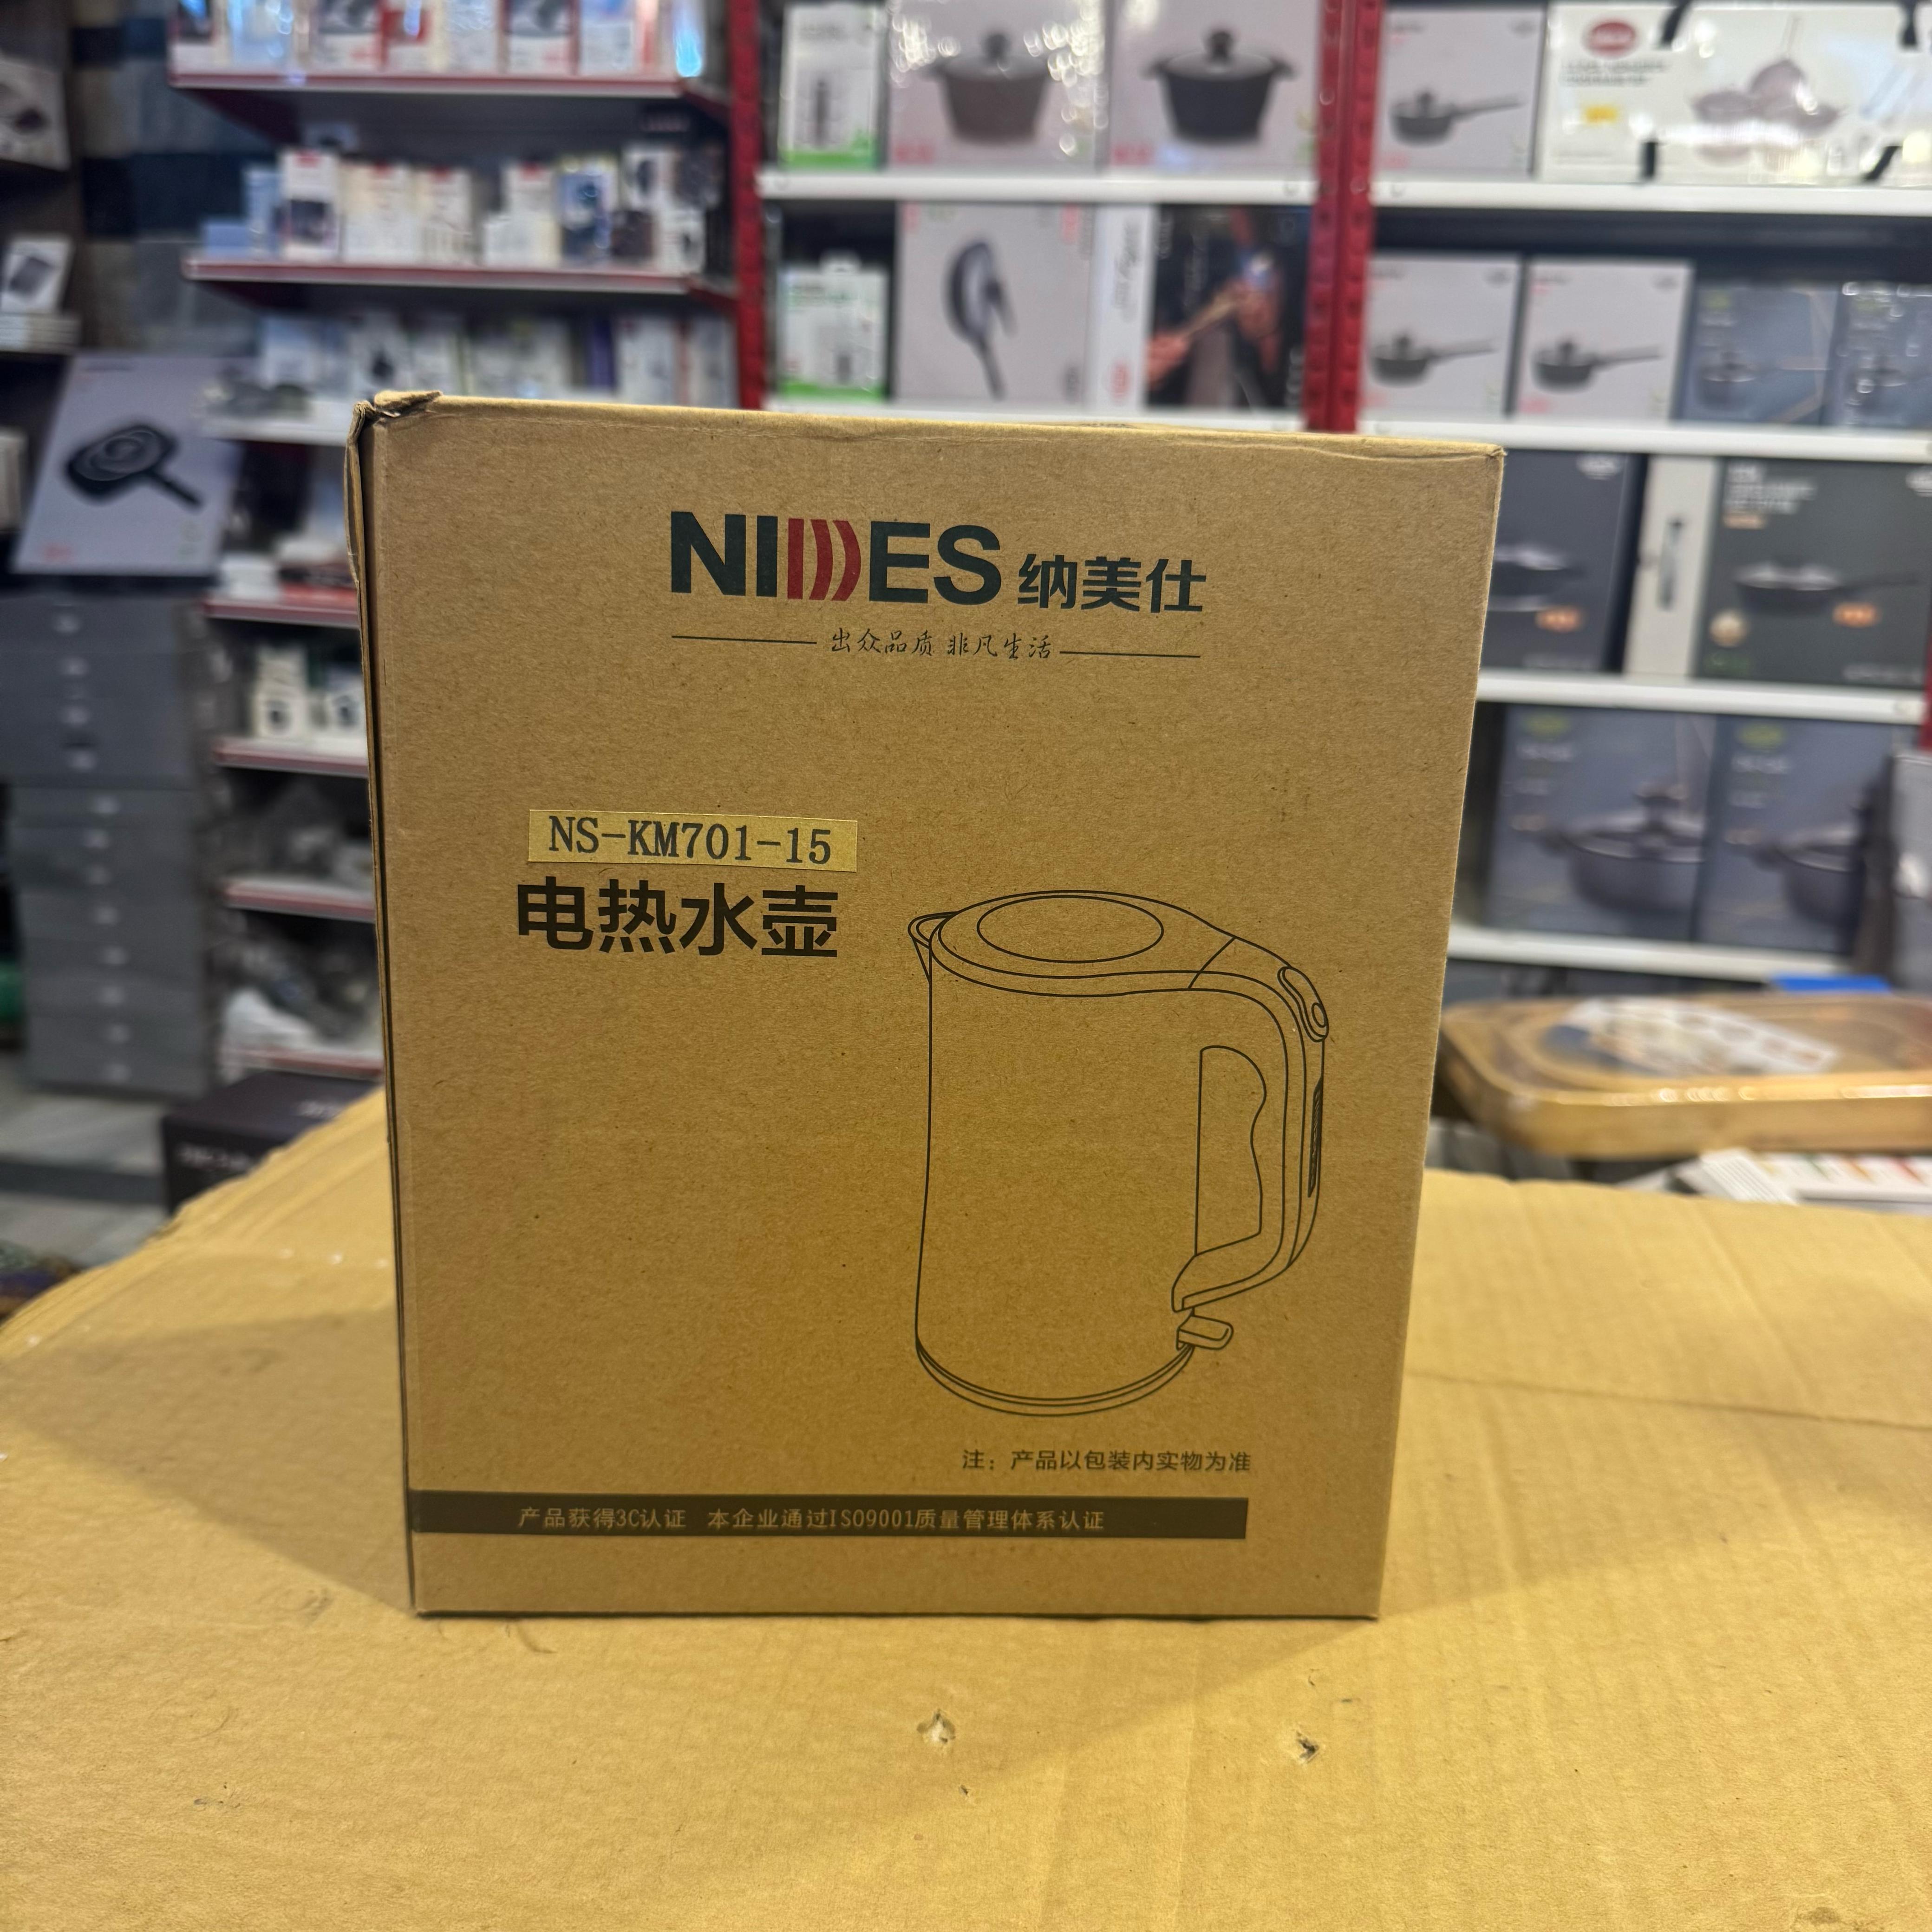 NIDDES 纳美仕
出众品质 非凡生活
NS-KM701-15
电热水壶
注：产品以包装内实物为准
产品获得3C认证 本企业通过ISO9001质量管理体系认证